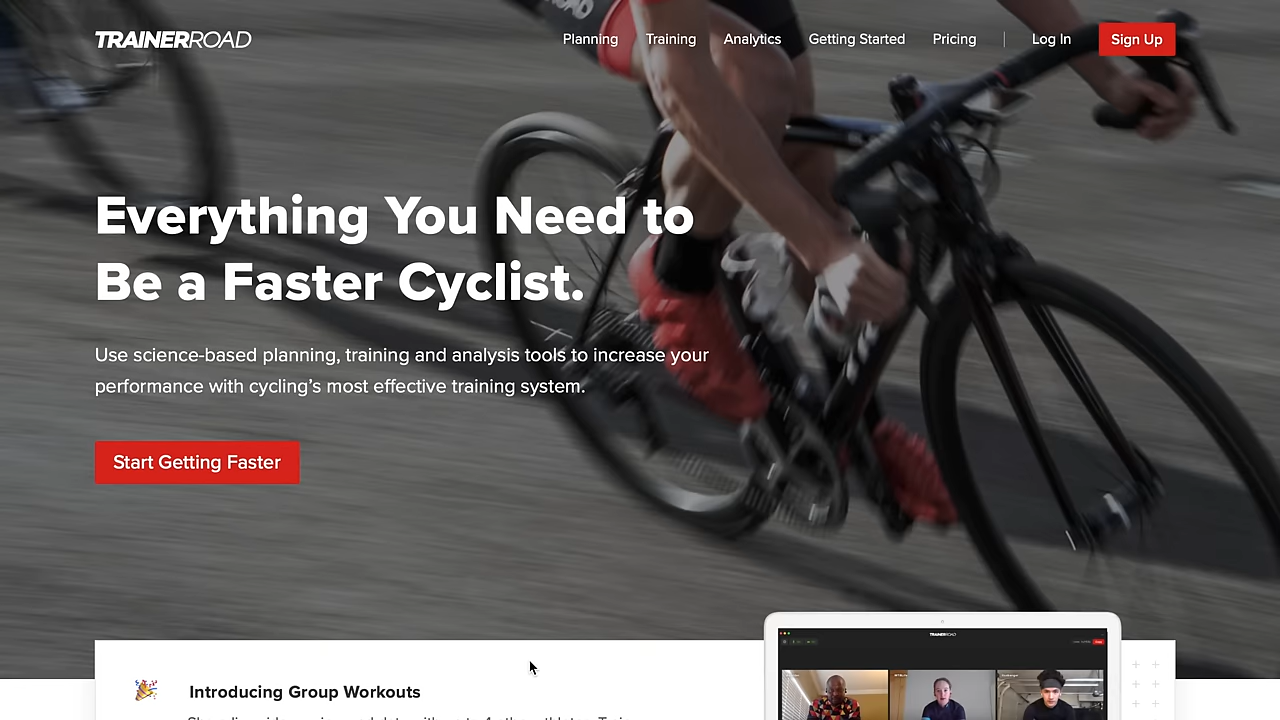 TRAINERROAD
Planning
Training
Analytics
Getting Started
Pricing
Log In
Sign Up
Everything You Need to
Be a Faster Cyclist.
Use science-based planning, training and analysis tools to increase your
performance with cycling’s most effective training system.
Start Getting Faster
TRAINERROAD
Introducing Group Workouts